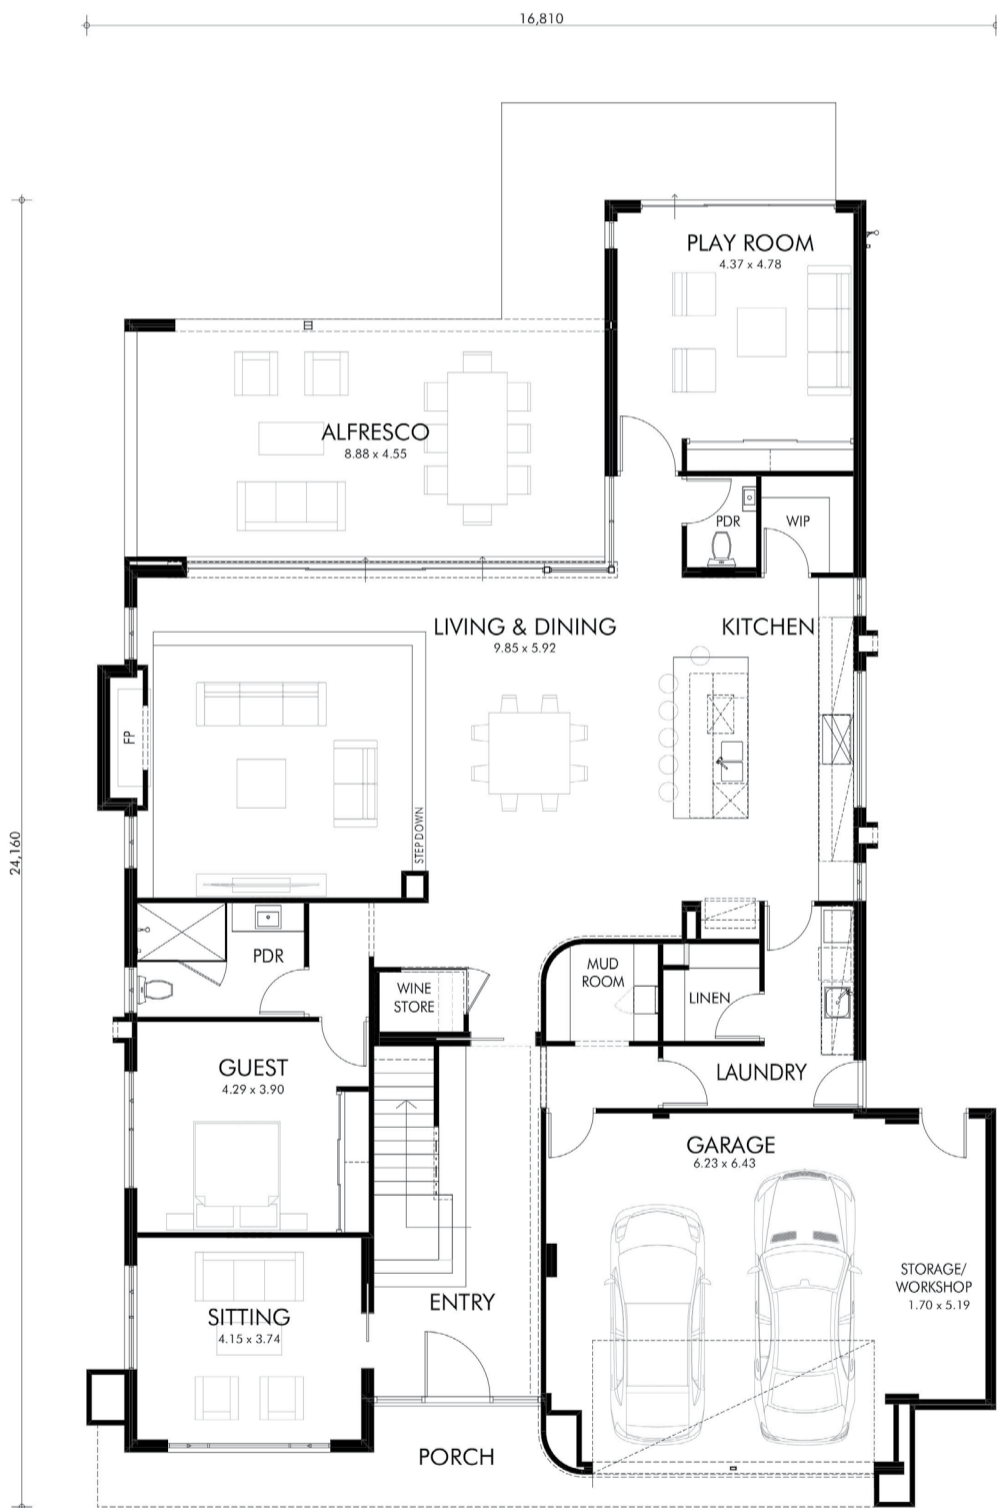 16,810
PLAY ROOM
4.37 x 4.78
ALFRESCO
8.88 x 4.55
PDR
WIP
LIVING & DINING
9.85 x 5.92
KITCHEN
FP
STEP DOWN
24,160
PDR
WINE
STORE
MUD
ROOM
LINEN
GUEST
4.29 x 3.90
LAUNDRY
GARAGE
6.23 x 6.43
STORAGE/
WORKSHOP
1.70 x 5.19
ENTRY
SITTING
4.15 x 3.74
PORCH